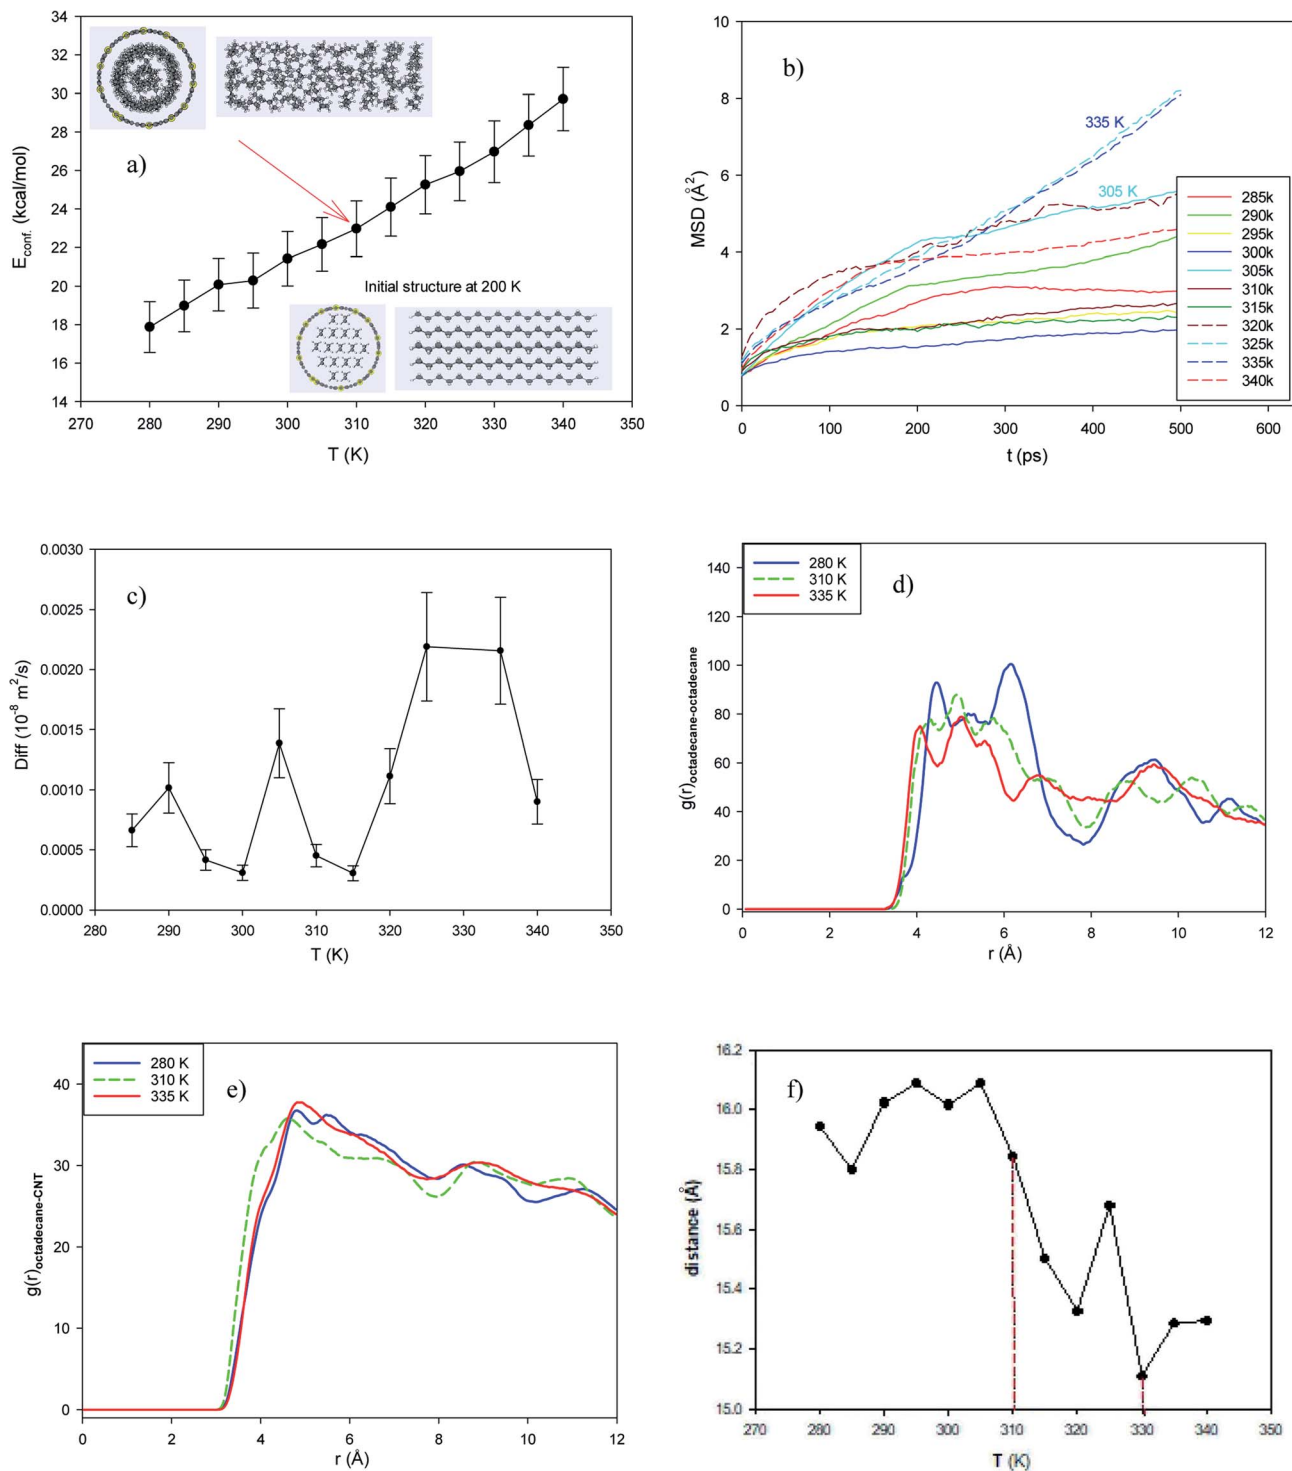 34
32
30
28
26
24
22
20
18
16
14
E conf. (kcal/mol)
a)
Initial structure at 200 K
270 280 290 300 310 320 330 340 350
T (K)
10
8
6
4
2
0
MSD (Å²)
b)
335 K
305 K
285k
290k
295k
300k
305k
310k
315k
320k
325k
335k
340k
0 100 200 300 400 500 600
t (ps)
0.0030
0.0025
0.0020
0.0015
0.0010
0.0005
0.0000
Diff (10⁻⁸ m²/s)
c)
280 290 300 310 320 330 340 350
T (K)
280 K
310 K
335 K
d)
140
120
100
80
60
40
20
0
g(r)octadecane-octadecane
0 2 4 6 8 10 12
r (Å)
280 K
310 K
335 K
e)
40
30
20
10
0
g(r)octadecane-CNT
0 2 4 6 8 10 12
r (Å)
16.2
16.0
15.8
15.6
15.4
15.2
15.0
distance (Å)
f)
270 280 290 300 310 320 330 340 350
T (K)